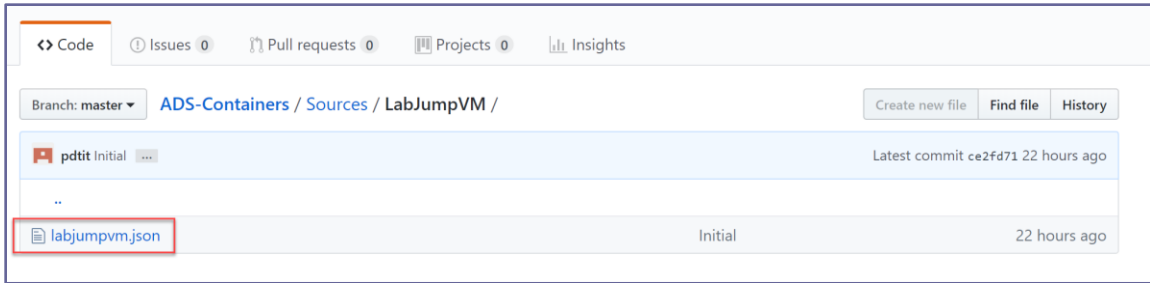 <> Code Issues 0 Pull requests 0 Projects 0 Insights
Branch: master ADS-Containers / Sources / LabJumpVM / Create new file Find file History
pdtit Initial ... Latest commit ce2fd71 22 hours ago
..
labjumpvm.json Initial 22 hours ago